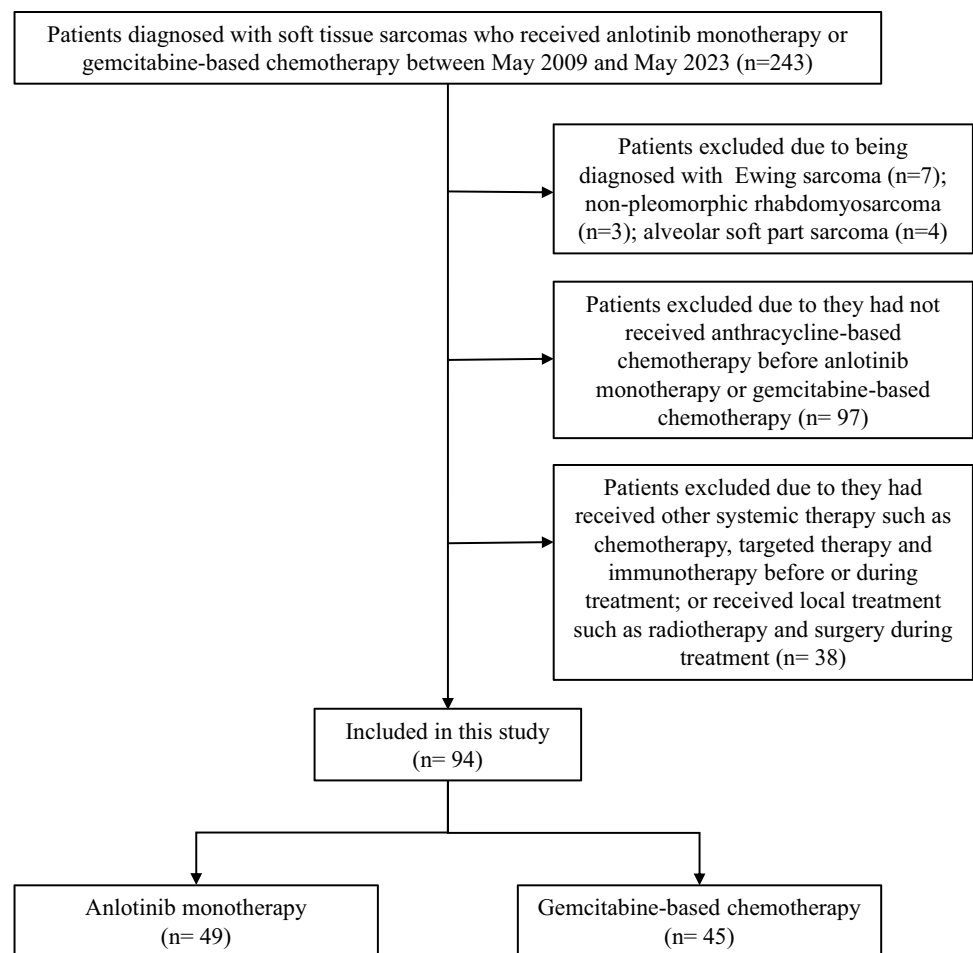 Patients diagnosed with soft tissue sarcomas who received anlotinib monotherapy or
gemcitabine-based chemotherapy between May 2009 and May 2023 (n=243)
Patients excluded due to being
diagnosed with Ewing sarcoma (n=7);
non-pleomorphic rhabdomyosarcoma
(n=3); alveolar soft part sarcoma (n=4)
Patients excluded due to they had not
received anthracycline-based
chemotherapy before anlotinib
monotherapy or gemcitabine-based
chemotherapy (n= 97)
Patients excluded due to they had
received other systemic therapy such as
chemotherapy, targeted therapy and
immunotherapy before or during
treatment; or received local treatment
such as radiotherapy and surgery during
treatment (n= 38)
Included in this study
(n= 94)
Anlotinib monotherapy
(n= 49)
Gemcitabine-based chemotherapy
(n= 45)